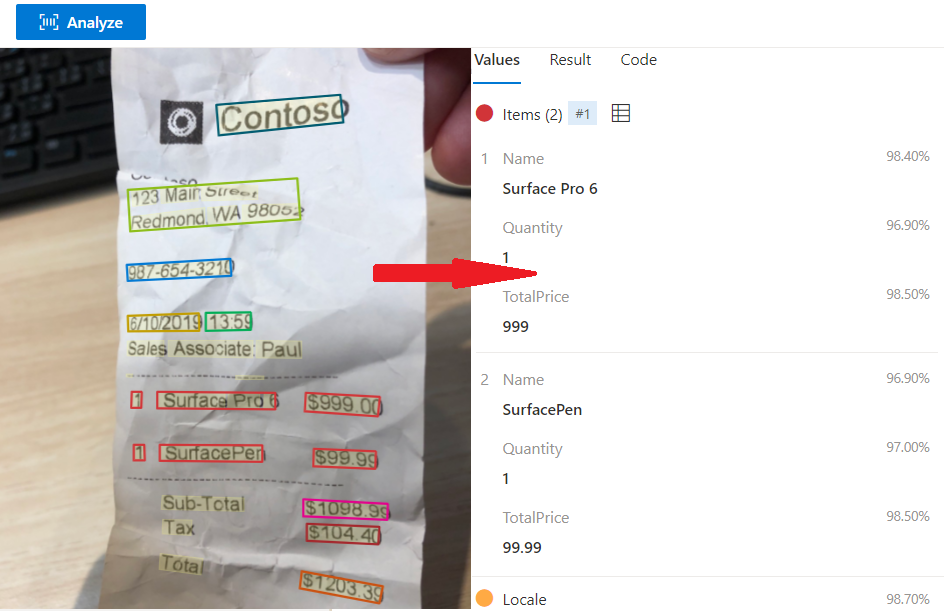 Analyze
Contoso
Contoso
123 Main Street
Redmond, WA 98052
987-654-3210
6/10/2019 13:59
Sales Associate: Paul
1 Surface Pro 6 $999.00
1 SurfacePen $99.99
Sub-Total $1098.99
Tax $104.40
Total $1203.39
Values Result Code
Items (2) #1
1 Name 98.40%
Surface Pro 6
Quantity 96.90%
1
TotalPrice 98.50%
999
2 Name 96.90%
SurfacePen
Quantity 97.00%
1
TotalPrice 98.50%
99.99
Locale 98.70%